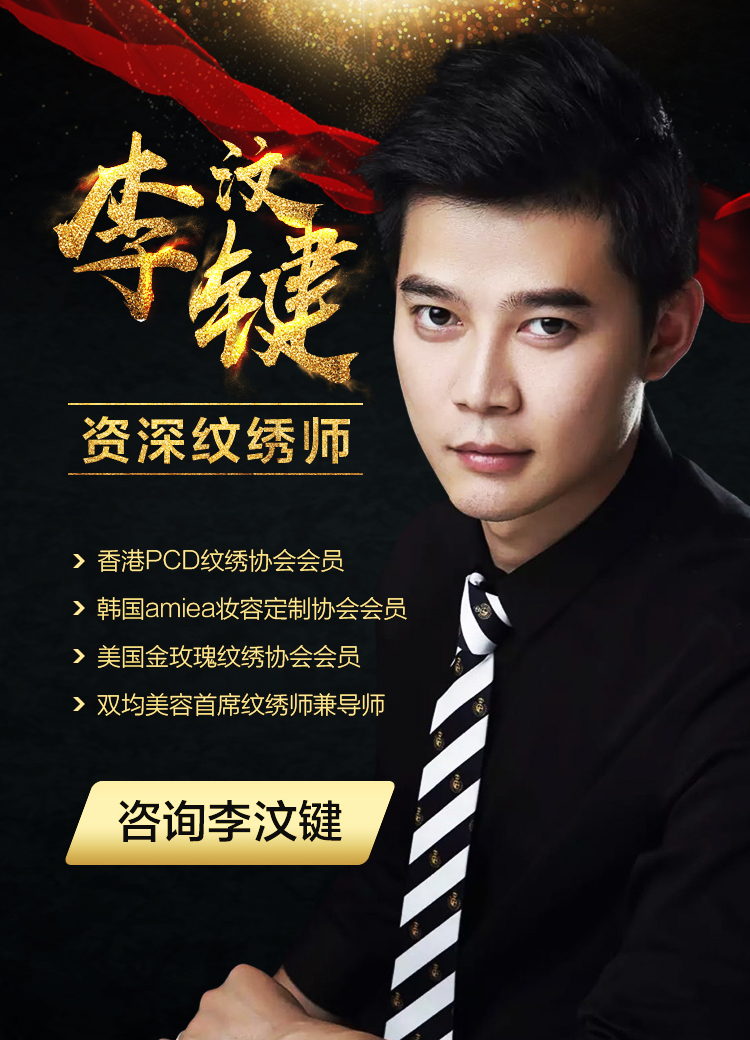 李汶键
资深纹绣师
香港PCD纹绣协会会员
韩国amiea妆容定制协会会员
美国金玫瑰纹绣协会会员
双均美容首席纹绣师兼导师
咨询李汶键